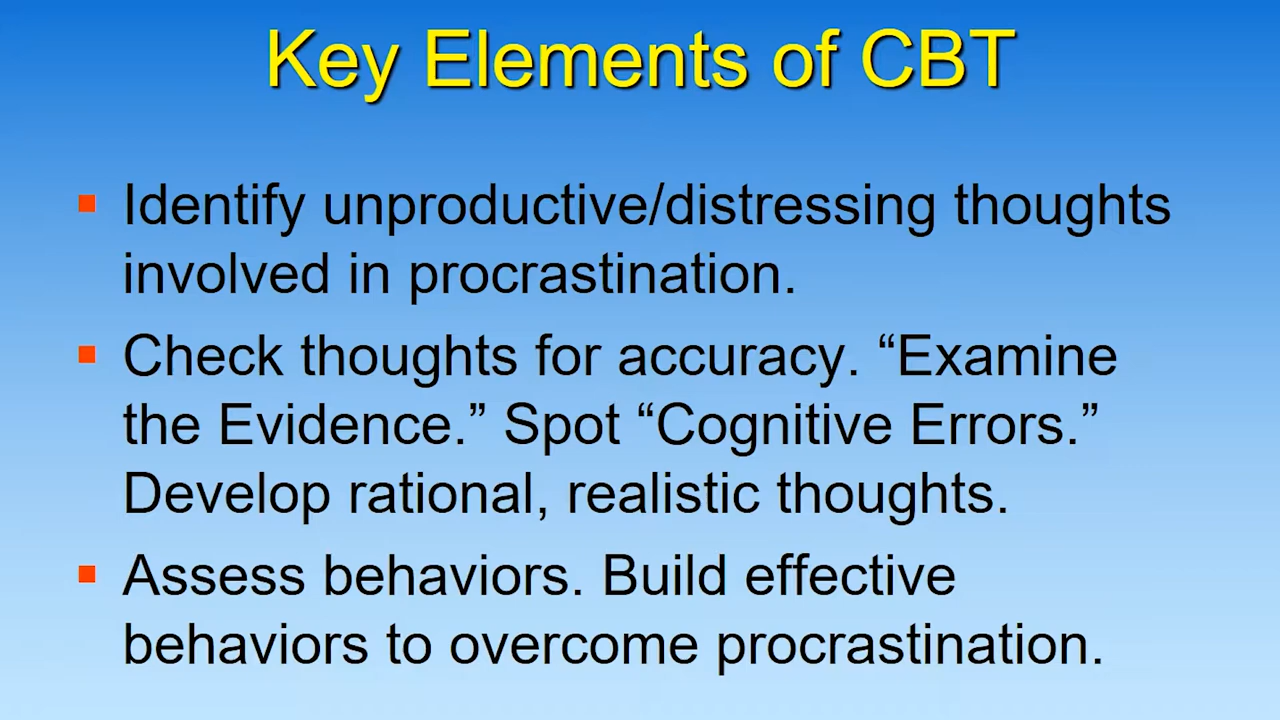 Key Elements of CBT
▪ Identify unproductive/distressing thoughts
involved in procrastination.
▪ Check thoughts for accuracy. “Examine
the Evidence.” Spot “Cognitive Errors.”
Develop rational, realistic thoughts.
▪ Assess behaviors. Build effective
behaviors to overcome procrastination.